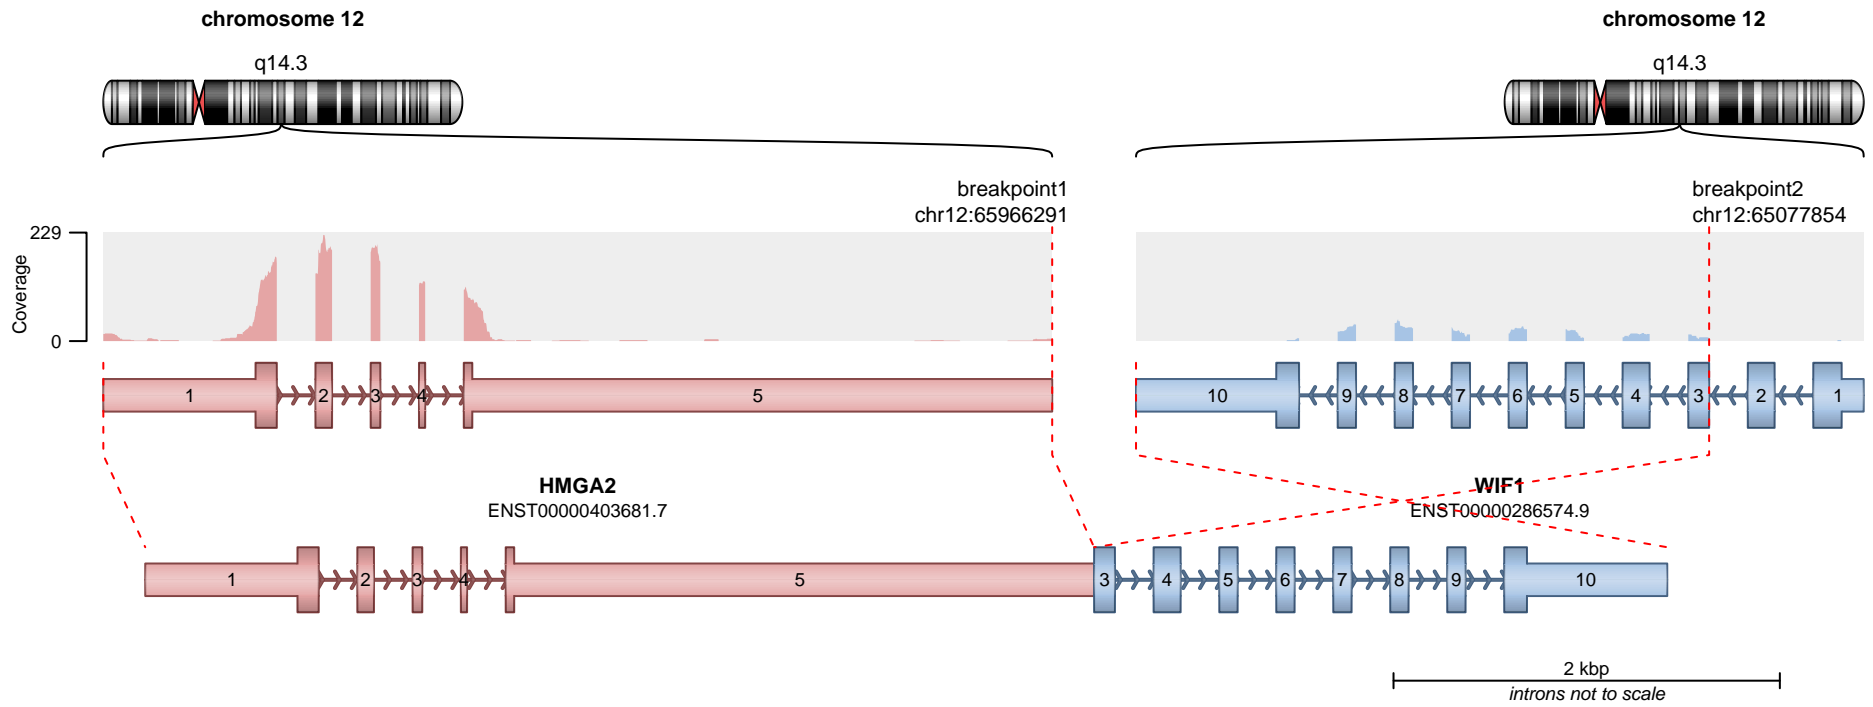 chromosome 12
chromosome 12
q14.3
q14.3
breakpoint1
chr12:65966291
breakpoint2
chr12:65077854
229
Coverage
0
1 2 3 4 5
10 9 8 7 6 5 4 3 2 1
HMGA2
ENST00000403681.7
WIF1
ENST00000286574.9
1 2 3 4 5 3 4 5 6 7 8 9 10
2 kbp
introns not to scale